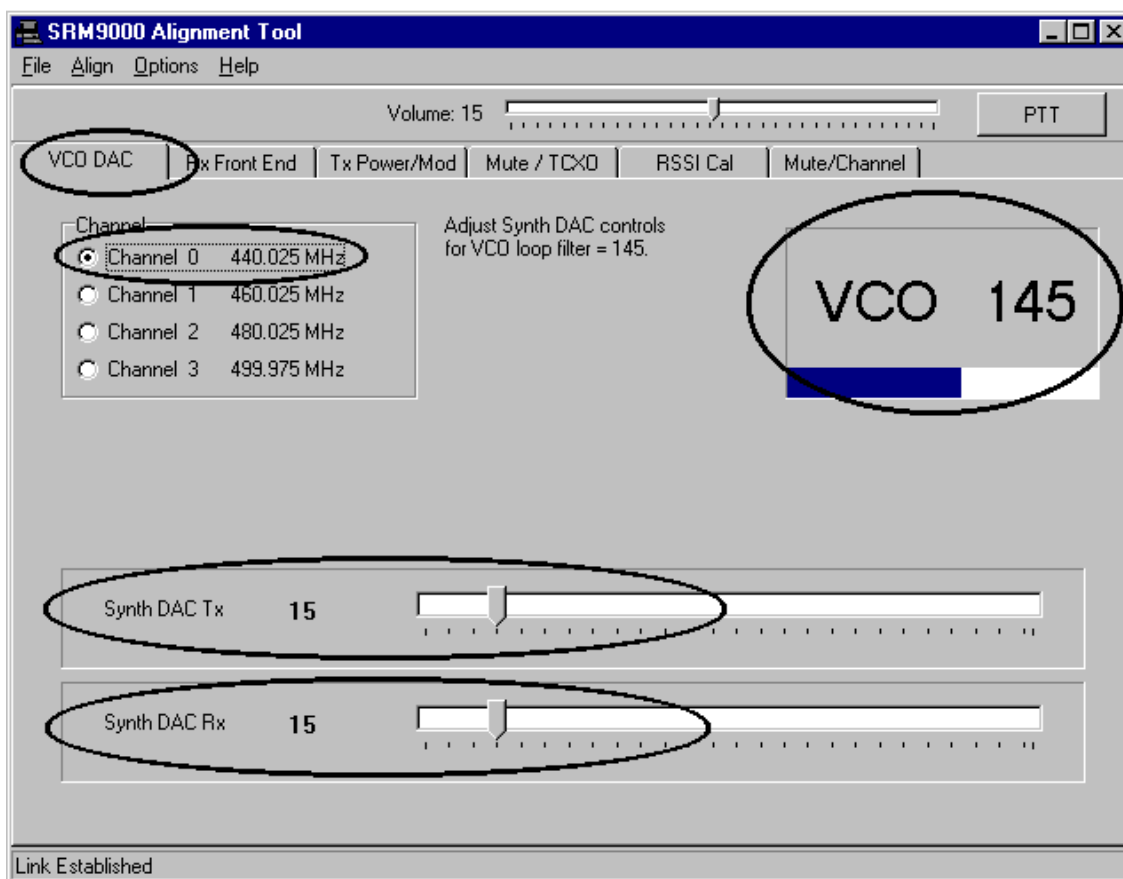 SRM9000 Alignment Tool
File Align Options Help
Volume: 15
PTT
VCO DAC
Rx Front End
Tx Power/Mod
Mute / TCXO
RSSI Cal
Mute/Channel
Channel
Channel 0 440.025 MHz
Channel 1 460.025 MHz
Channel 2 480.025 MHz
Channel 3 499.975 MHz
Adjust Synth DAC controls
for VCO loop filter = 145.
VCO 145
Synth DAC Tx 15
Synth DAC Rx 15
Link Established